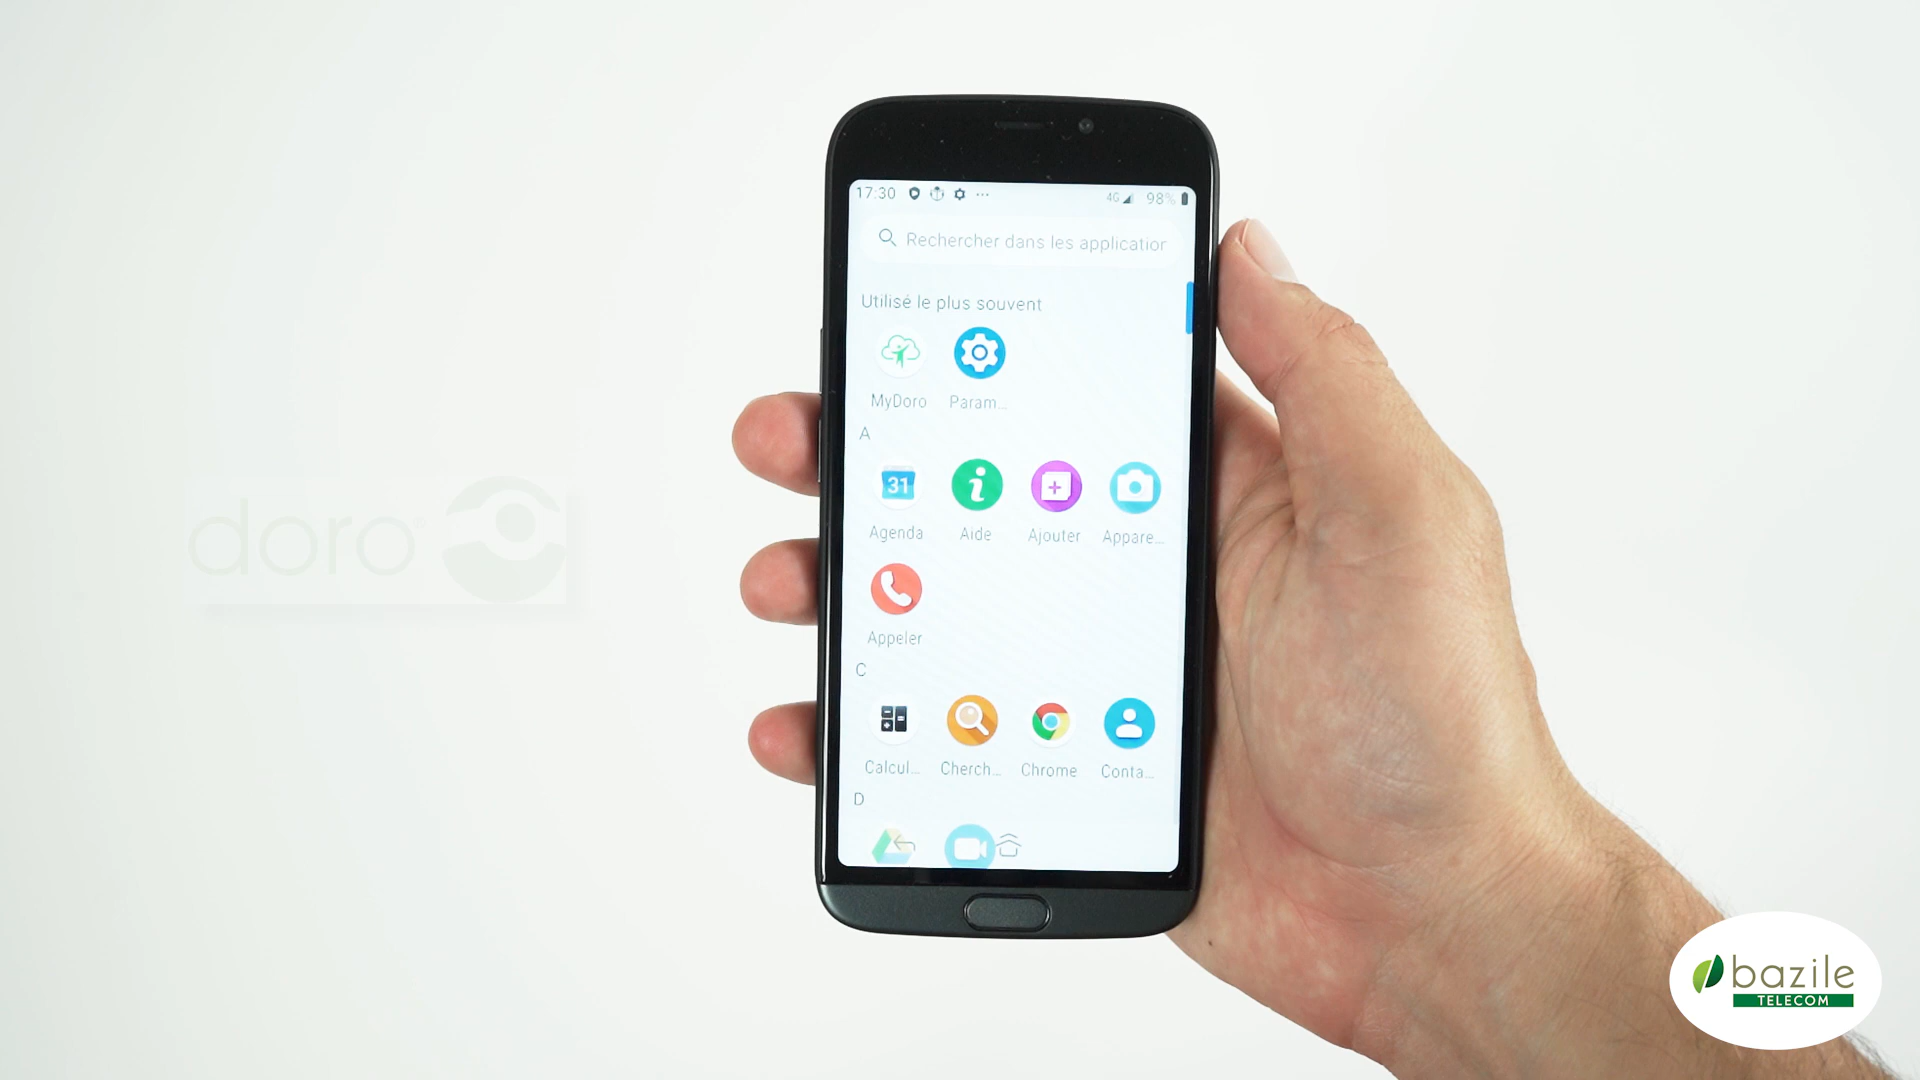 17:30
4G
98%
Rechercher dans les application
Utilisé le plus souvent
MyDoro
Param...
A
31
Agenda
Aide
Ajouter
Appare...
Appeler
C
Calcul...
Cherch...
Chrome
Conta...
D
doro
bazile
TELECOM